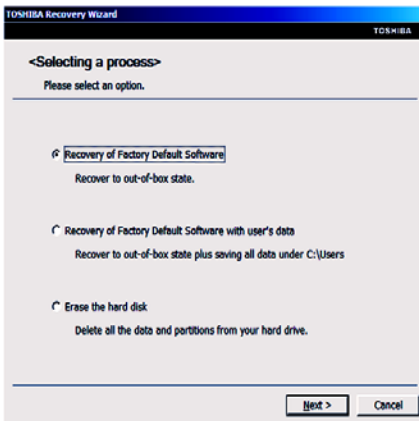 TOSHIBA Recovery Wizard
TOSHIBA
<Selecting a process>
Please select an option.
Recovery of Factory Default Software
Recover to out-of-box state.
Recovery of Factory Default Software with user's data
Recover to out-of-box state plus saving all data under C:\Users
Erase the hard disk
Delete all the data and partitions from your hard drive.
Next >
Cancel